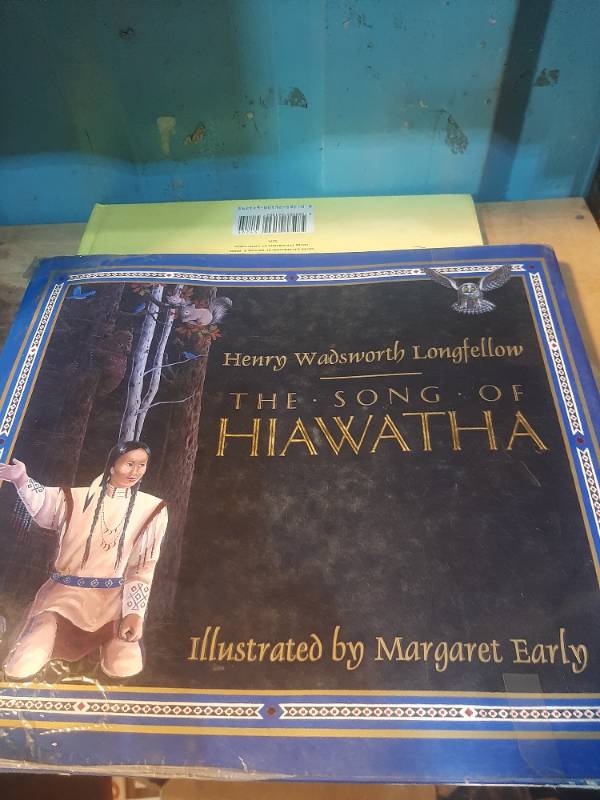 Henry Wadsworth Longfellow
THE · SONG · OF
HIAWATHA
Illustrated by Margaret Early